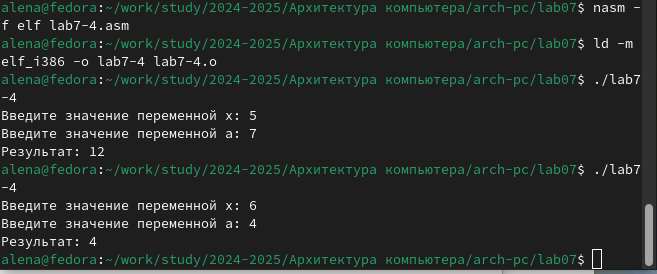 alena@fedora:~/work/study/2024-2025/Архитектура компьютера/arch-pc/lab07$ nasm -
f elf lab7-4.asm
alena@fedora:~/work/study/2024-2025/Архитектура компьютера/arch-pc/lab07$ ld -m
elf_i386 -o lab7-4 lab7-4.o
alena@fedora:~/work/study/2024-2025/Архитектура компьютера/arch-pc/lab07$ ./lab7
-4
Введите значение переменной x: 5
Введите значение переменной a: 7
Результат: 12
alena@fedora:~/work/study/2024-2025/Архитектура компьютера/arch-pc/lab07$ ./lab7
-4
Введите значение переменной x: 6
Введите значение переменной a: 4
Результат: 4
alena@fedora:~/work/study/2024-2025/Архитектура компьютера/arch-pc/lab07$